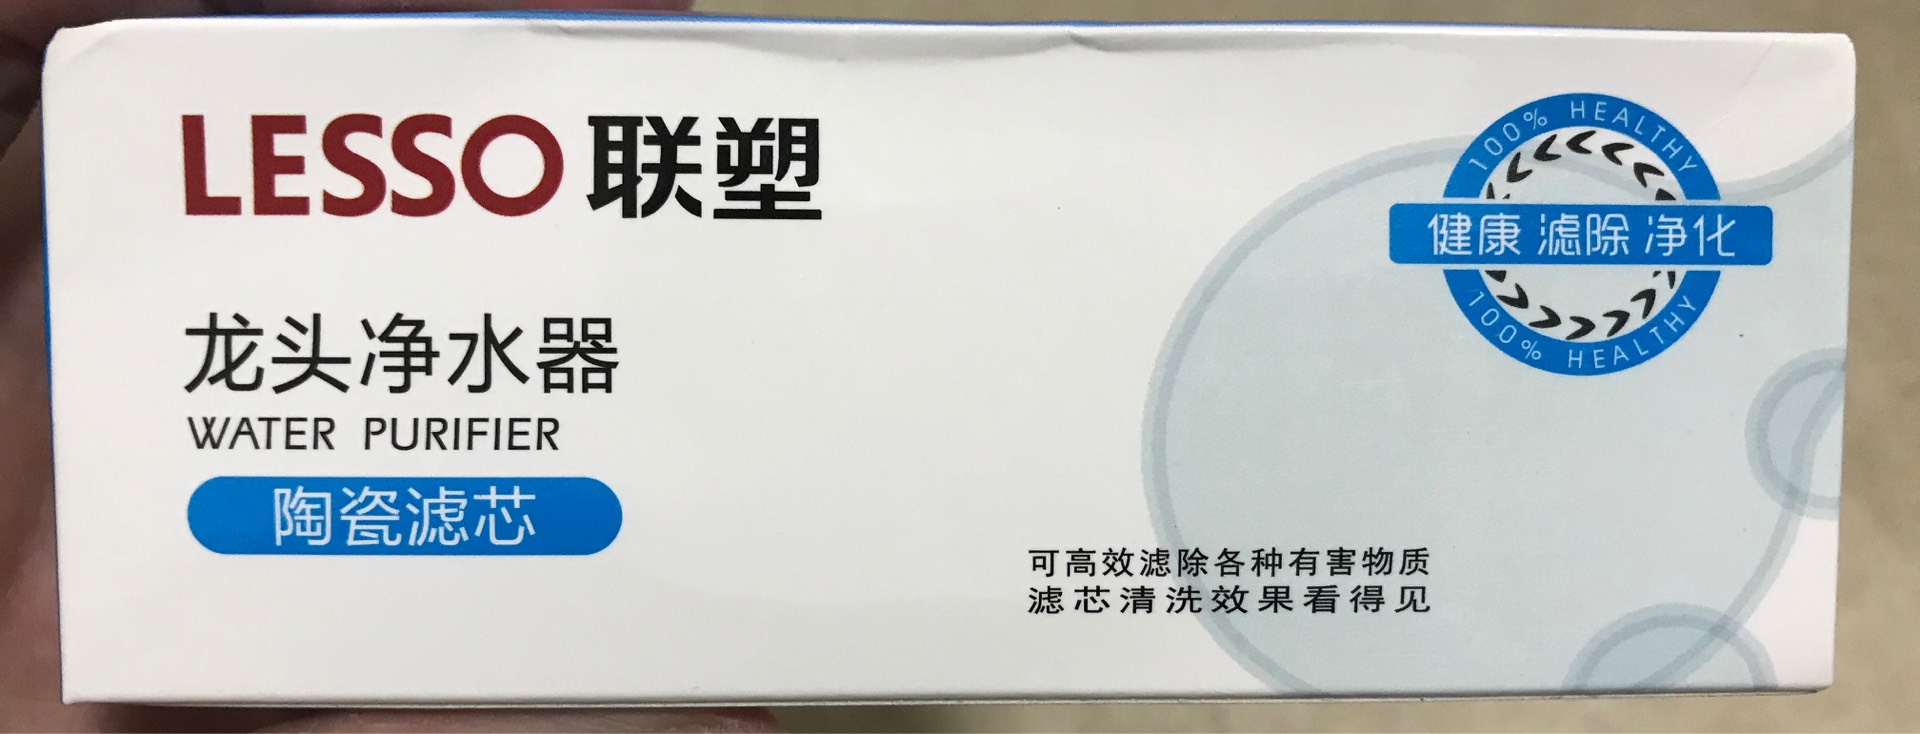 LESSO 联塑
100% HEALTHY
健康 滤除 净化
100% HEALTHY
龙头净水器
WATER PURIFIER
陶瓷滤芯
可高效滤除各种有害物质
滤芯清洗效果看得见